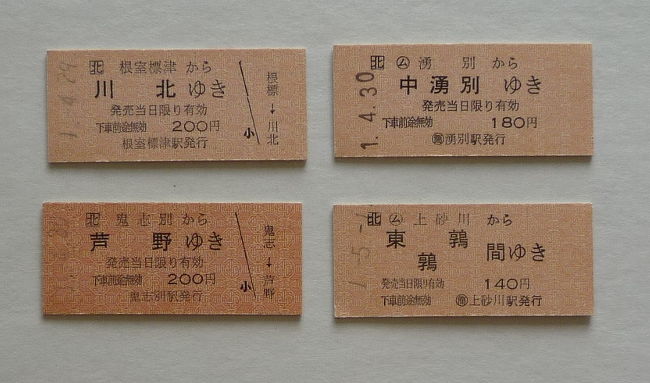 1.-4.29
北 根室標津 から
川 北 ゆき
発売当日限り有効
下車前途無効 200円
根室標津駅発行
小
根標
→
川北
1. 4.30
北 ム 湧 別 から
中湧別 ゆき
発売当日限り有効
下車前途無効 180円
湧別駅発行
北 鬼志別 から
芦 野 ゆき
発売当日限り有効
下車前途無効 200円
鬼志別駅発行
小
鬼志
→
芦野
北 ム 上砂川 から
東 鶉
鶉 間 ゆき
発売当日限り有効 140円
下車前途無効 上砂川駅発行